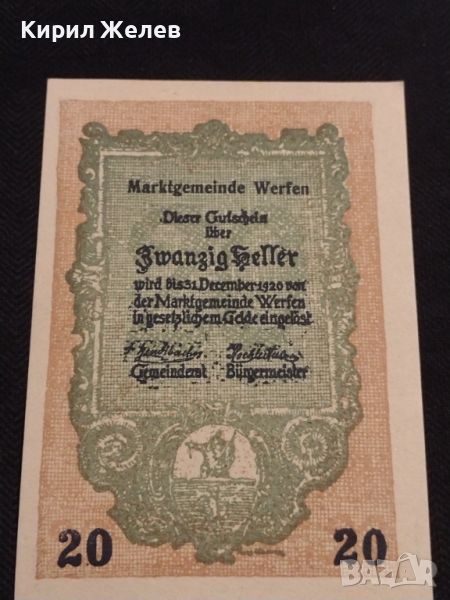 Кирил Желев
Marktgemeinde Werfen
Dieser Gutschein
über
Zwanzig Heller
wird bis 31. December 1920 von
der Marktgemeinde Werfen
in gesetzlichem Gelde eingelöst.
Gemeinderat Bürgermeister
20 20
BAZAR